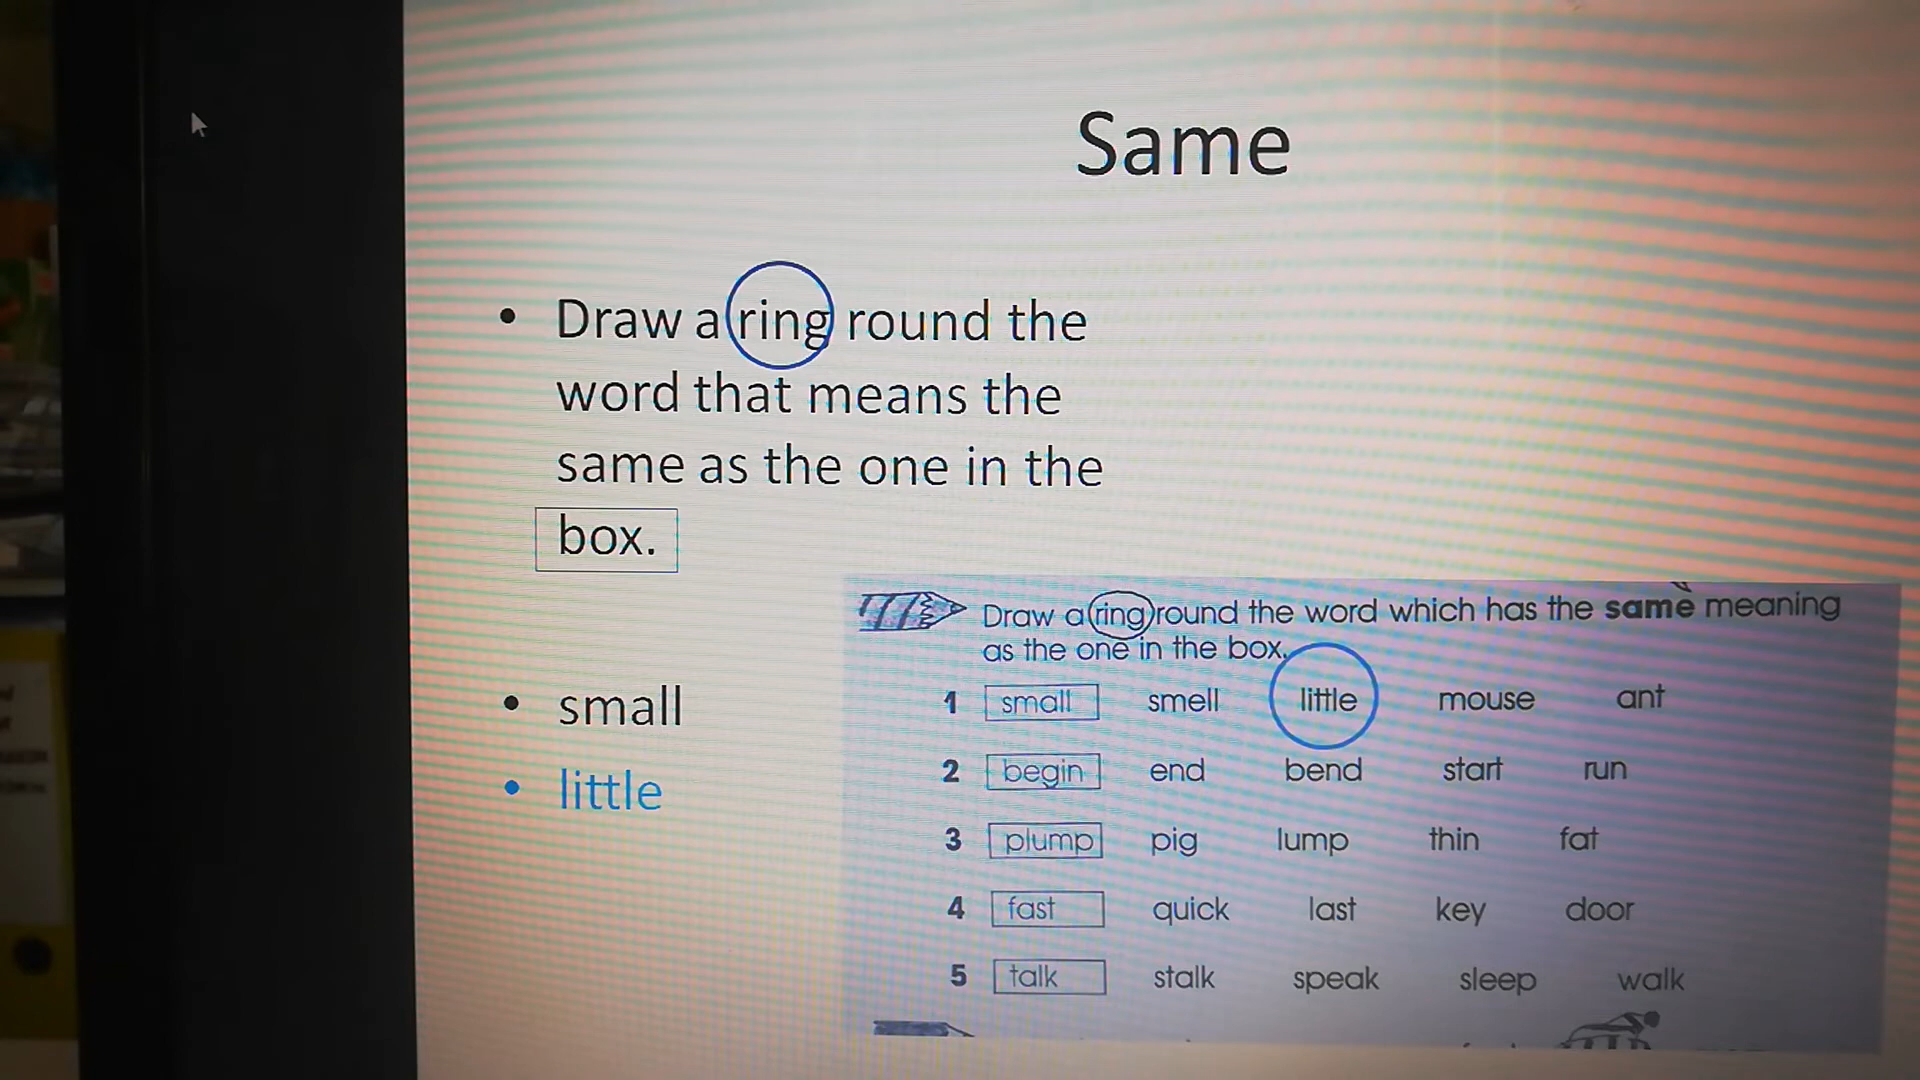 Same
• Draw a ring round the
word that means the
same as the one in the
box.
• small
• little
Draw a ring round the word which has the same meaning
as the one in the box.
1 small smell little mouse ant
2 begin end bend start run
3 plump pig lump thin fat
4 fast quick last key door
5 talk stalk speak sleep walk